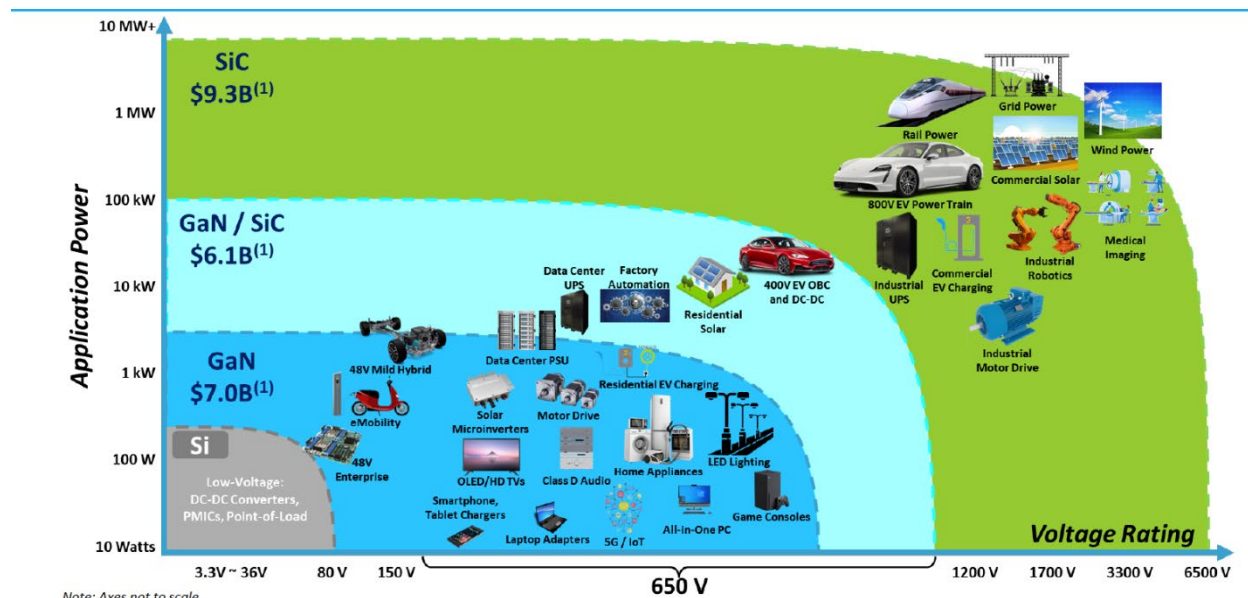 10 MW+
SiC
$9.3B(1)
1 MW
100 kW
GaN / SiC
$6.1B(1)
10 kW
GaN
$7.0B(1)
1 kW
Si
100 W
Low-Voltage:
DC-DC Converters,
PMICs, Point-of-Load
10 Watts
Application Power
Grid Power
Rail Power
Wind Power
Commercial Solar
800V EV Power Train
Medical
Imaging
Industrial
Robotics
Commercial
EV Charging
Industrial
UPS
Industrial
Motor Drive
Data Center
UPS
Factory
Automation
Residential
Solar
400V EV OBC
and DC-DC
48V Mild Hybrid
Data Center PSU
Residential EV Charging
eMobility
Solar
Microinverters
Motor Drive
48V
Enterprise
OLED/HD TVs
Class D Audio
Home Appliances
LED Lighting
Smartphone,
Tablet Chargers
Laptop Adapters
5G / IoT
All-in-One PC
Game Consoles
Voltage Rating
3.3V ~ 36V
80 V
150 V
650 V
1200 V
1700 V
3300 V
6500 V
Note: Axes not to scale